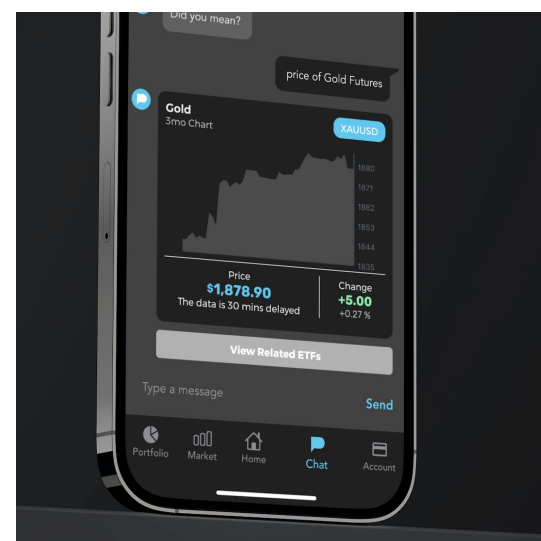 Did you mean?
price of Gold Futures
Gold
3mo Chart
XAUUSD
1880
1871
1862
1853
1844
1835
Price
$1,878.90
The data is 30 mins delayed
Change
+5.00
+0.27 %
View Related ETFs
Type a message
Send
Portfolio
Market
Home
Chat
Account